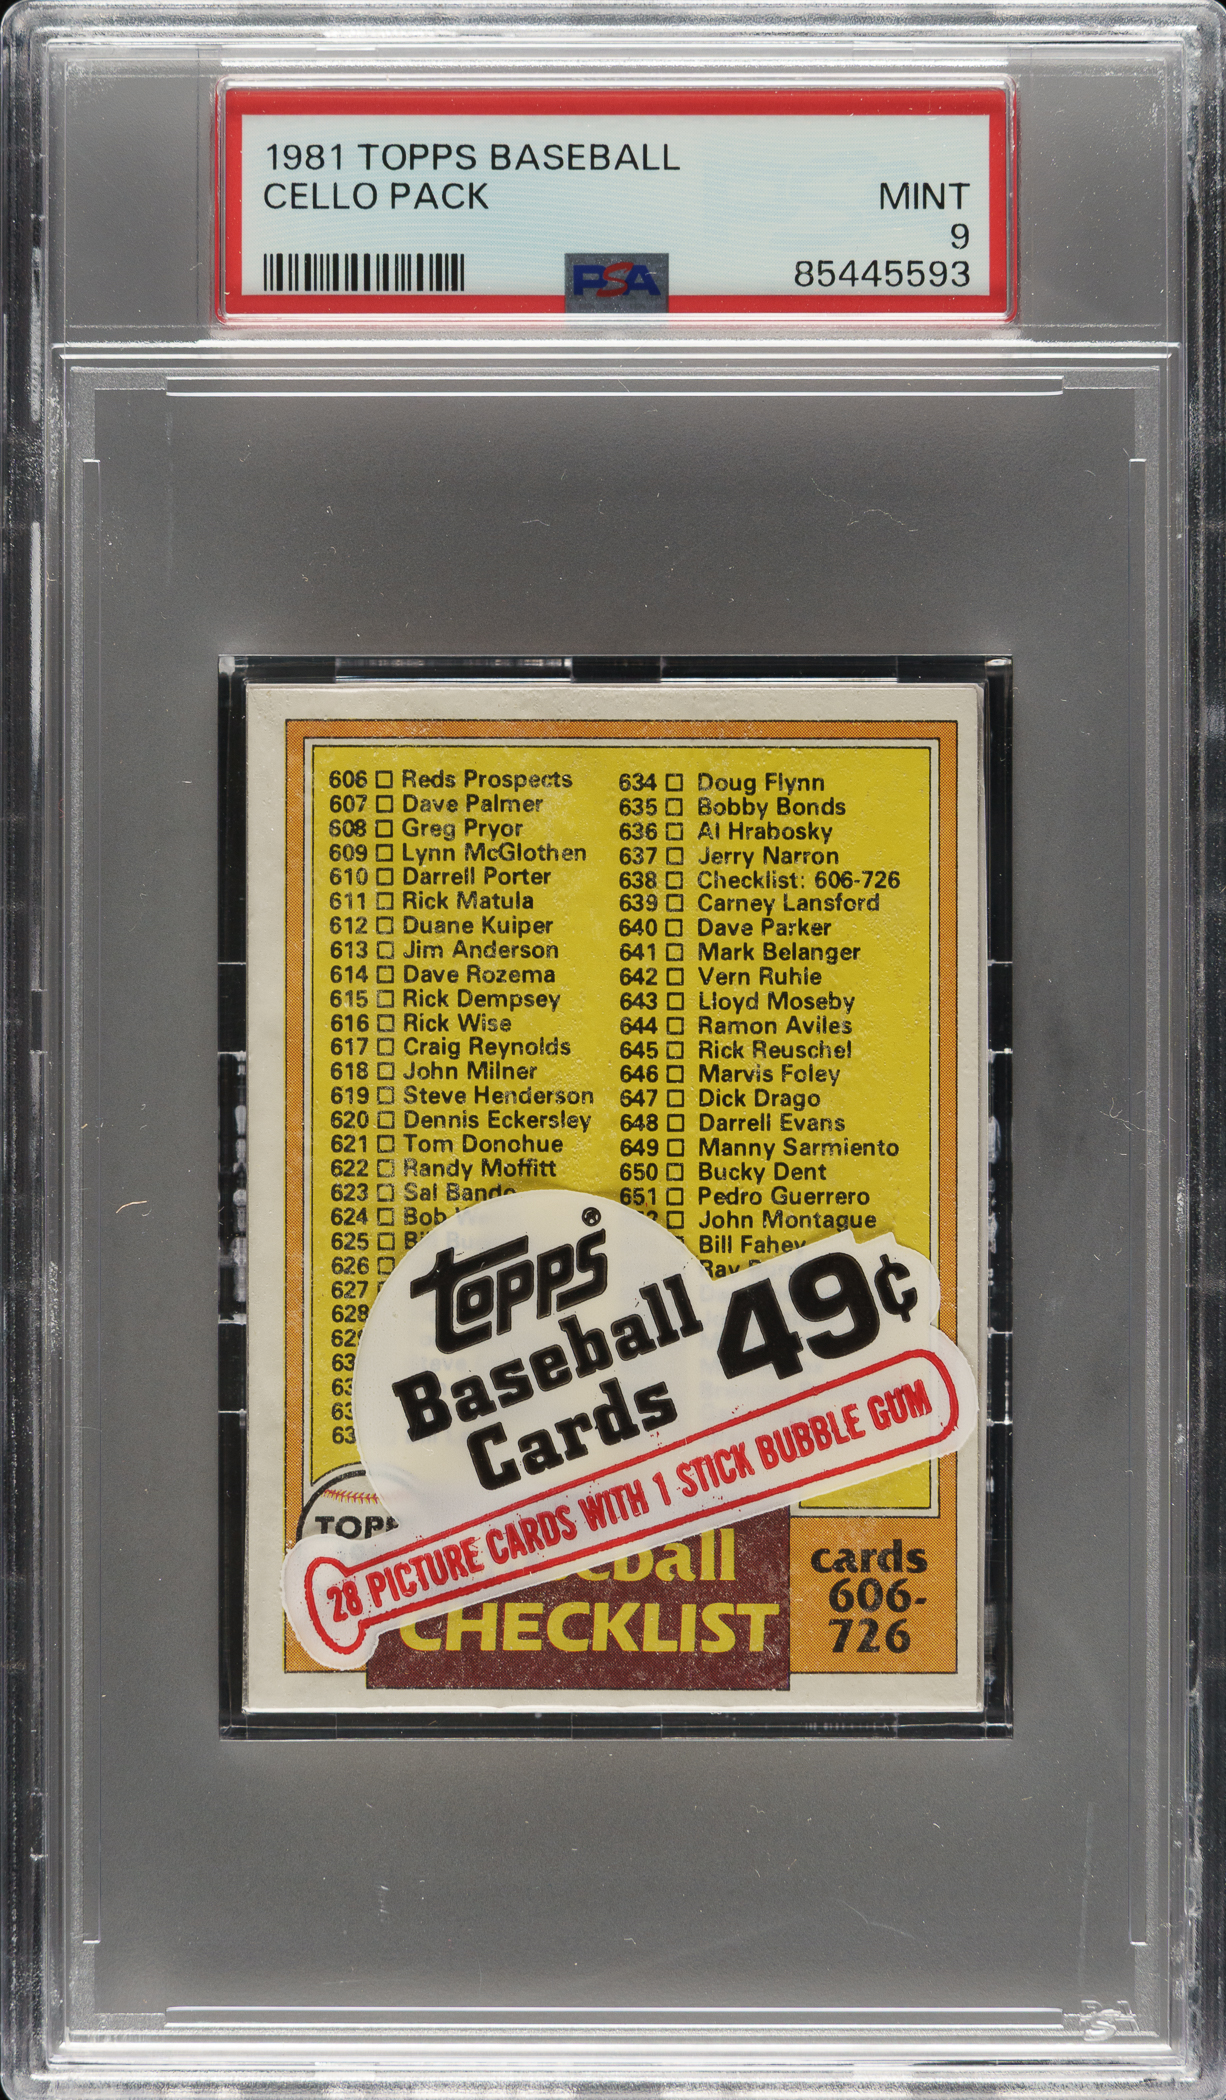 1981 TOPPS BASEBALL
CELLO PACK
MINT
9
PSA
85445593
606 □ Reds Prospects
607 □ Dave Palmer
608 □ Greg Pryor
609 □ Lynn McGlothen
610 □ Darrell Porter
611 □ Rick Matula
612 □ Duane Kuiper
613 □ Jim Anderson
614 □ Dave Rozema
615 □ Rick Dempsey
616 □ Rick Wise
617 □ Craig Reynolds
618 □ John Milner
619 □ Steve Henderson
620 □ Dennis Eckersley
621 □ Tom Donohue
622 □ Randy Moffitt
623 □ Sal Bando
624 □ Bob
625 □
626 □
627
628
634 □ Doug Flynn
635 □ Bobby Bonds
636 □ Al Hrabosky
637 □ Jerry Narron
638 □ Checklist: 606-726
639 □ Carney Lansford
640 □ Dave Parker
641 □ Mark Belanger
642 □ Vern Ruhle
643 □ Lloyd Moseby
644 □ Ramon Aviles
645 □ Rick Reuschel
646 □ Marvis Foley
647 □ Dick Drago
648 □ Darrell Evans
649 □ Manny Sarmiento
650 □ Bucky Dent
651 □ Pedro Guerrero
□ John Montague
Bill Fahey
Ray
Topps®
Baseball
Cards
49¢
28 PICTURE CARDS WITH 1 STICK BUBBLE GUM
CHECKLIST
cards
606-
726